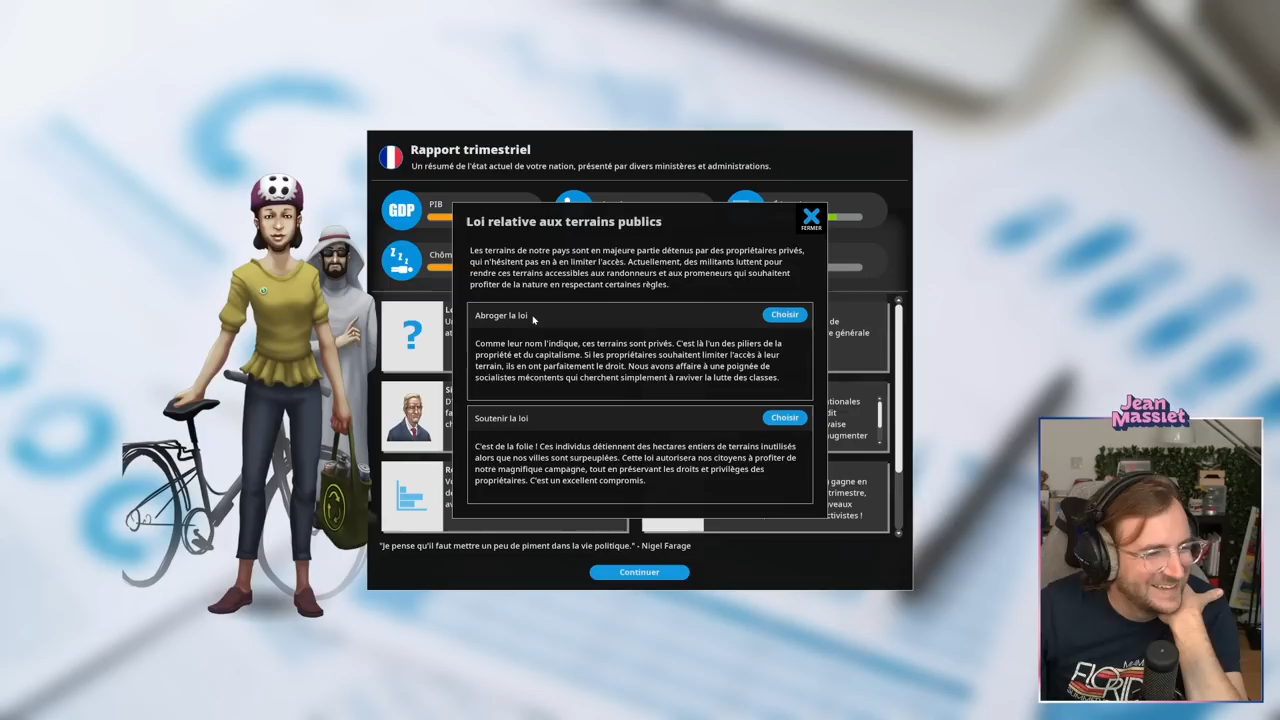 Rapport trimestriel
Un résumé de l'état actuel de votre nation, présenté par divers ministères et administrations.
GDP
PIB
Loi relative aux terrains publics
FERMER
Chôm
Les terrains de notre pays sont en majeure partie détenus par des propriétaires privés,
qui n'hésitent pas en à en limiter l'accès. Actuellement, des militants luttent pour
rendre ces terrains accessibles aux randonneurs et aux promeneurs qui souhaitent
profiter de la nature en respectant certaines règles.
Abroger la loi
Choisir
Comme leur nom l'indique, ces terrains sont privés. C'est là l'un des piliers de la
propriété et du capitalisme. Si les propriétaires souhaitent limiter l'accès à leur
terrain, ils en ont parfaitement le droit. Nous avons affaire à une poignée de
socialistes mécontents qui cherchent simplement à raviver la lutte des classes.
Soutenir la loi
Choisir
C'est de la folie ! Ces individus détiennent des hectares entiers de terrains inutilisés
alors que nos villes sont surpeuplées. Cette loi autorisera nos citoyens à profiter de
notre magnifique campagne, tout en préservant les droits et privilèges des
propriétaires. C'est un excellent compromis.
?
de
e générale
tionales
dit
vaise
augmenter
gagne en
trimestre,
veaux
ctivistes !
"Je pense qu'il faut mettre un peu de piment dans la vie politique." - Nigel Farage
Continuer
Jean
Massiet